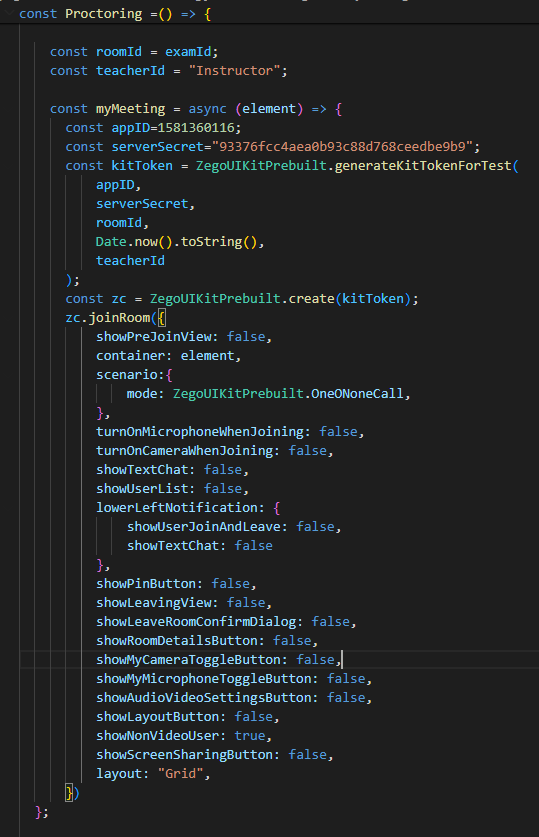 const Proctoring =() => {
const roomId = examId;
const teacherId = "Instructor";
const myMeeting = async (element) => {
const appID=1581360116;
const serverSecret="93376fcc4aea0b93c88d768ceedbe9b9";
const kitToken = ZegoUIKitPrebuilt.generateKitTokenForTest(
appID,
serverSecret,
roomId,
Date.now().toString(),
teacherId
);
const zc = ZegoUIKitPrebuilt.create(kitToken);
zc.joinRoom({
showPreJoinView: false,
container: element,
scenario:{
mode: ZegoUIKitPrebuilt.OneONoneCall,
},
turnOnMicrophoneWhenJoining: false,
turnOnCameraWhenJoining: false,
showTextChat: false,
showUserList: false,
lowerLeftNotification: {
showUserJoinAndLeave: false,
showTextChat: false
},
showPinButton: false,
showLeavingView: false,
showLeaveRoomConfirmDialog: false,
showRoomDetailsButton: false,
showMyCameraToggleButton: false,
showMyMicrophoneToggleButton: false,
showAudioVideoSettingsButton: false,
showLayoutButton: false,
showNonVideoUser: true,
showScreenSharingButton: false,
layout: "Grid",
})
};